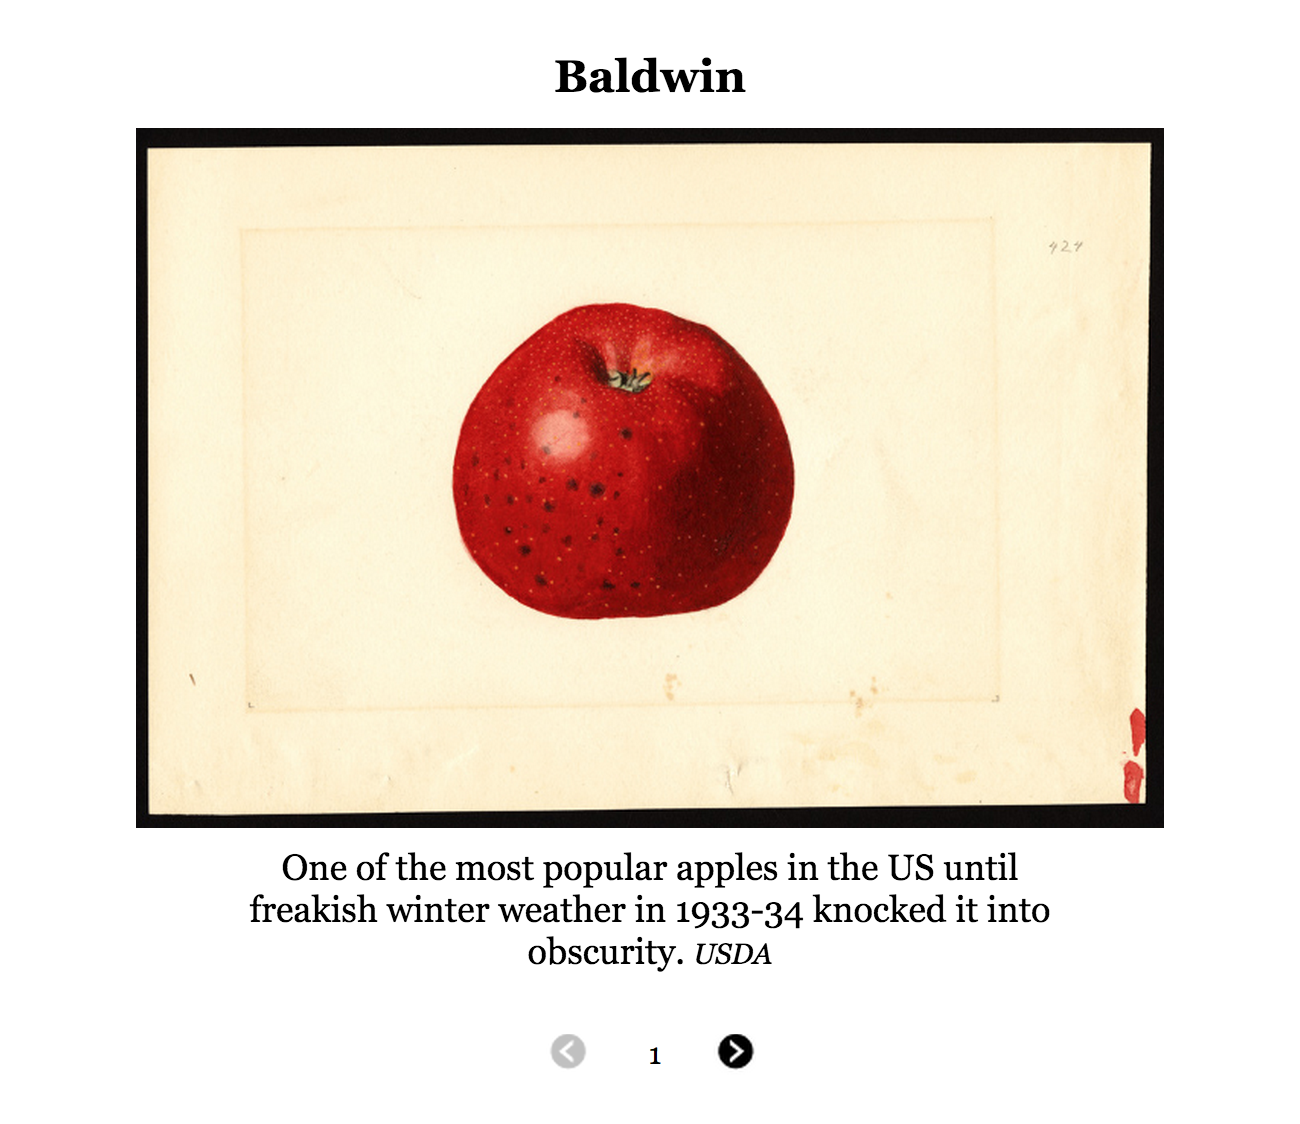 Baldwin
424
One of the most popular apples in the US until
freakish winter weather in 1933-34 knocked it into
obscurity. USDA
1